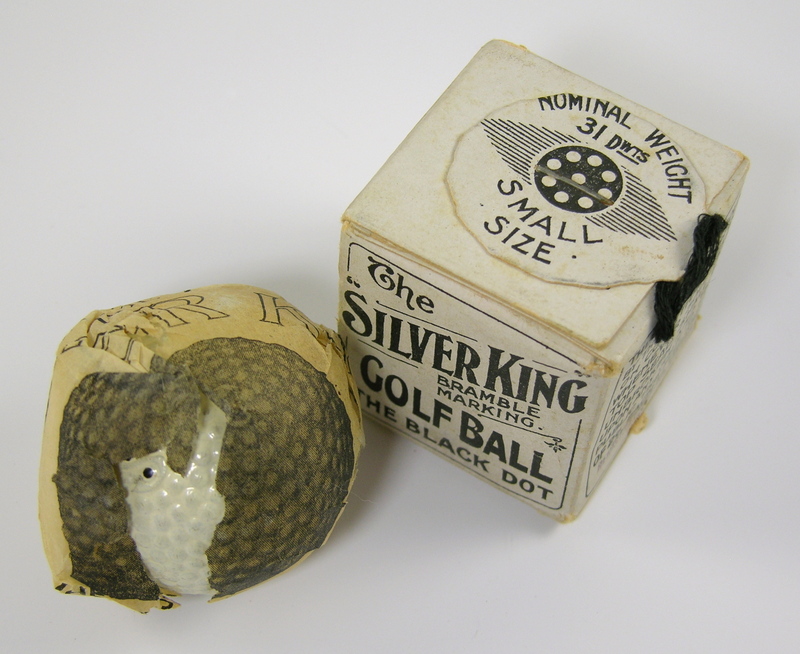 NOMINAL WEIGHT
31 DWTS
SMALL
SIZE.
The
"SILVER KING"
GOLF BALL
BRAMBLE
MARKING.
THE BLACK DOT